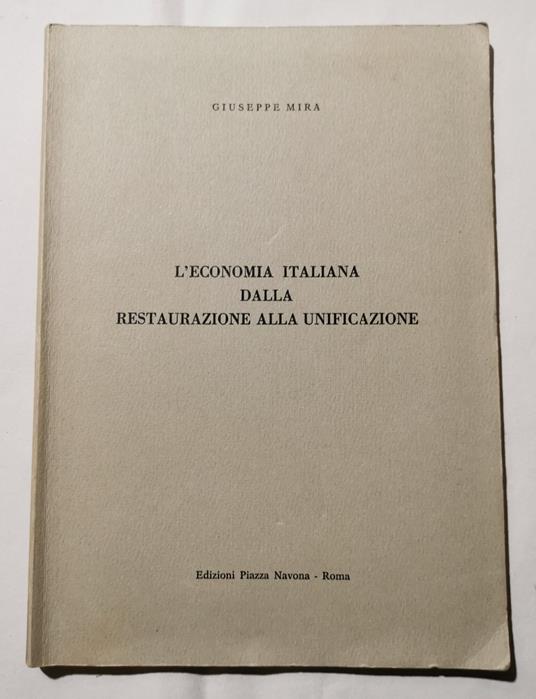 GIUSEPPE MIRA
L'ECONOMIA ITALIANA
DALLA
RESTAURAZIONE ALLA UNIFICAZIONE
Edizioni Piazza Navona - Roma